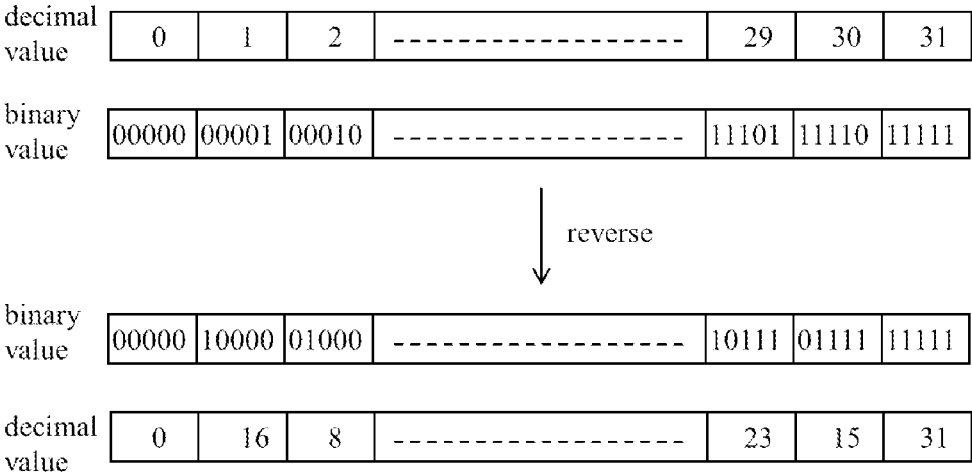 decimal value 0 1 2 -------------------- 29 30 31
binary value 00000 00001 00010 -------------------- 11101 11110 11111
reverse
binary value 00000 10000 01000 -------------------- 10111 01111 11111
decimal value 0 16 8 -------------------- 23 15 31